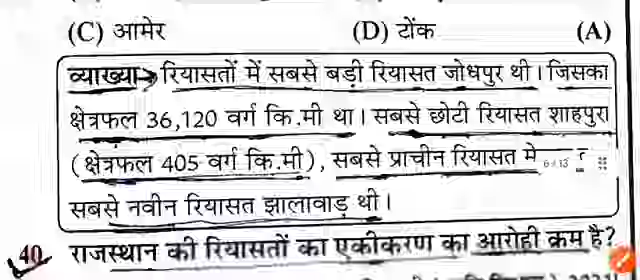 (C) आमेर (D) टोंक (A)
व्याख्या→ रियासतों में सबसे बड़ी रियासत जोधपुर थी। जिसका
क्षेत्रफल 36,120 वर्ग कि.मी था। सबसे छोटी रियासत शाहपुरा
(क्षेत्रफल 405 वर्ग कि.मी), सबसे प्राचीन रियासत मे
सबसे नवीन रियासत झालावाड़ थी।
40. राजस्थान की रियासतों का एकीकरण का आरोही क्रम है?